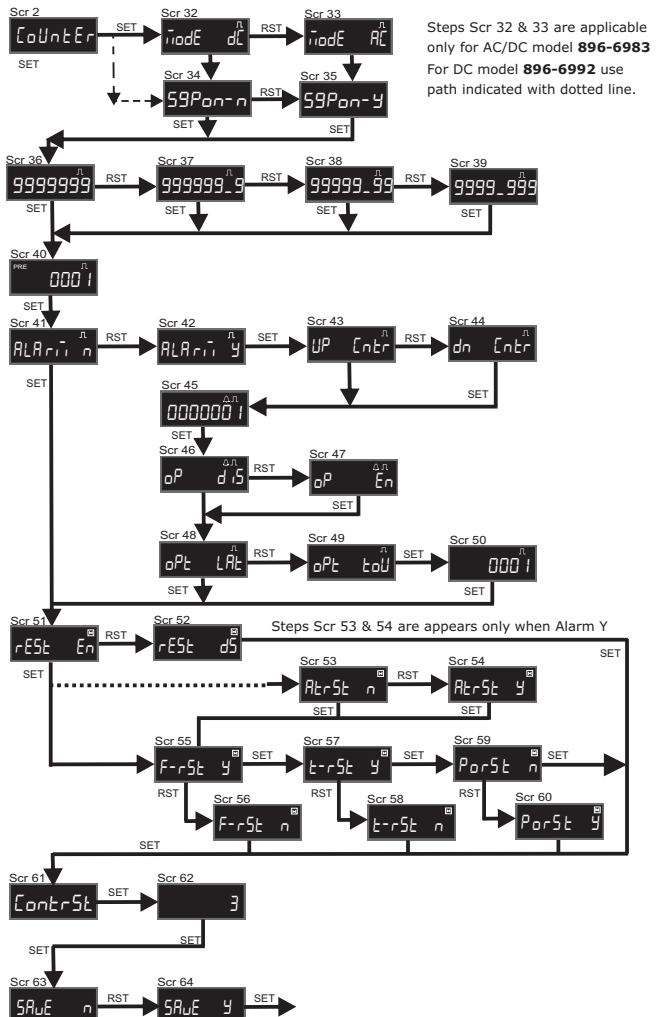 Scr 2
CoUntEr
SET
SET
Scr 32
modE dC
RST
Scr 33
modE AC
Steps Scr 32 & 33 are applicable
only for AC/DC model 896-6983
For DC model 896-6992 use
path indicated with dotted line.
Scr 34
S9Pon-n
RST
Scr 35
S9Pon-y
SET
SET
Scr 36
9999999
RST
Scr 37
999999_9
RST
Scr 38
99999_99
RST
Scr 39
9999_999
SET
SET
SET
SET
Scr 40
PRE
0001
SET
Scr 41
ALArm n
RST
Scr 42
ALArm y
SET
Scr 43
UP Cntr
RST
Scr 44
dn Cntr
SET
SET
Scr 45
0000001
SET
Scr 46
oP diS
RST
Scr 47
oP En
SET
Scr 48
oPt LAt
RST
Scr 49
oPt toU
SET
Scr 50
0001
SET
SET
Scr 51
rESt En
RST
Scr 52
rESt dS
Steps Scr 53 & 54 are appears only when Alarm Y
SET
SET
Scr 53
AtrSt n
RST
Scr 54
AtrSt y
SET
SET
Scr 55
F-rSt y
SET
Scr 57
t-rSt y
SET
Scr 59
PorSt n
SET
RST
Scr 56
F-rSt n
RST
Scr 58
t-rSt n
RST
Scr 60
PorSt y
SET
Scr 61
ContrSt
SET
Scr 62
3
SET
SET
Scr 63
SAvE n
RST
Scr 64
SAvE y
SET